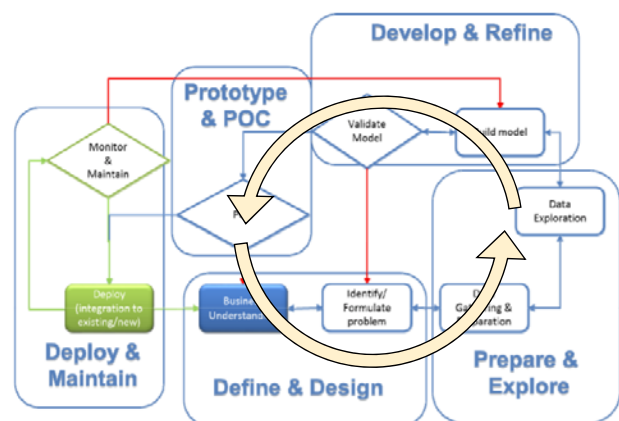 Develop & Refine
Prototype
& POC
Validate
Model
model
Monitor
&
Maintain
Data
Exploration
P
Deploy
(integration to
existing/new)
Identify/
Formulate
problem
&
Deploy &
Maintain
Define & Design
Prepare &
Explore